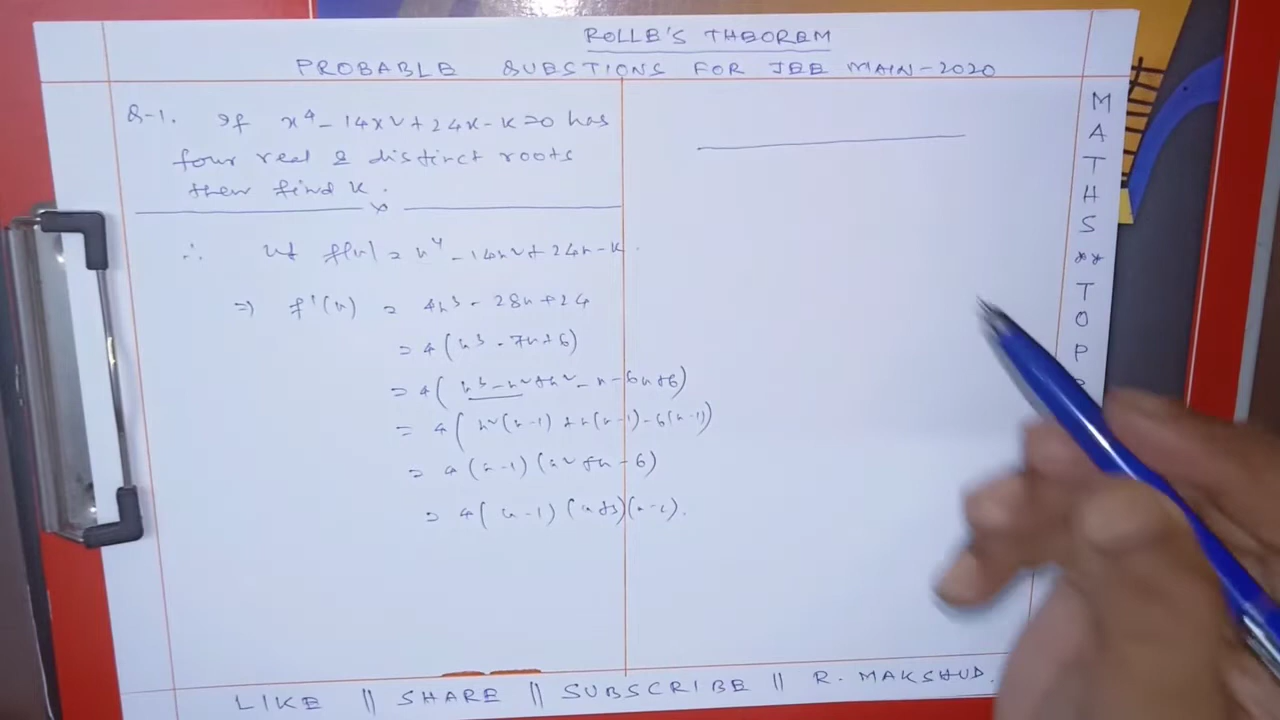 ROLLE'S THEOREM
PROBABLE QUESTIONS FOR JEE MAIN-2020
Q-1. If x⁴-14x²+24x-k=0 has
four real & distinct roots
then find k.
∴ Let f(x) = x⁴-14x²+24x-k.
⇒ f'(x) = 4x³-28x+24
= 4(x³-7x+6)
= 4(x³-x²+x²-x-6x+6)
= 4(x²(x-1)+x(x-1)-6(x-1))
= 4(x-1)(x²+x-6)
= 4(x-1)(x+3)(x-2).
MATHS**TOP
LIKE || SHARE || SUBSCRIBE || R. MAKSHUD.